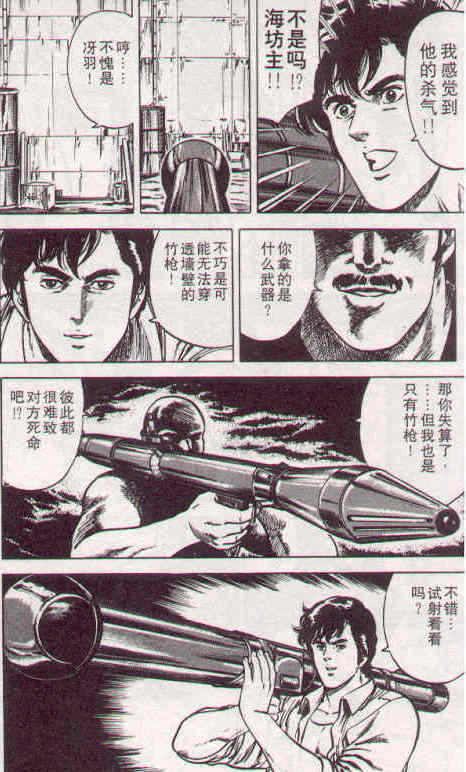 我感觉到
他的杀气!!
不是吗!?
海坊主!!
哼……
不愧是
冴羽!
你拿的是
什么武器?
不巧是可
能无法穿
透墙壁的
竹枪!
那你失算了.
……但我也是
只有竹枪!
彼此都
很难致
对方死命
吧!?
不错…
试射看看
吗?